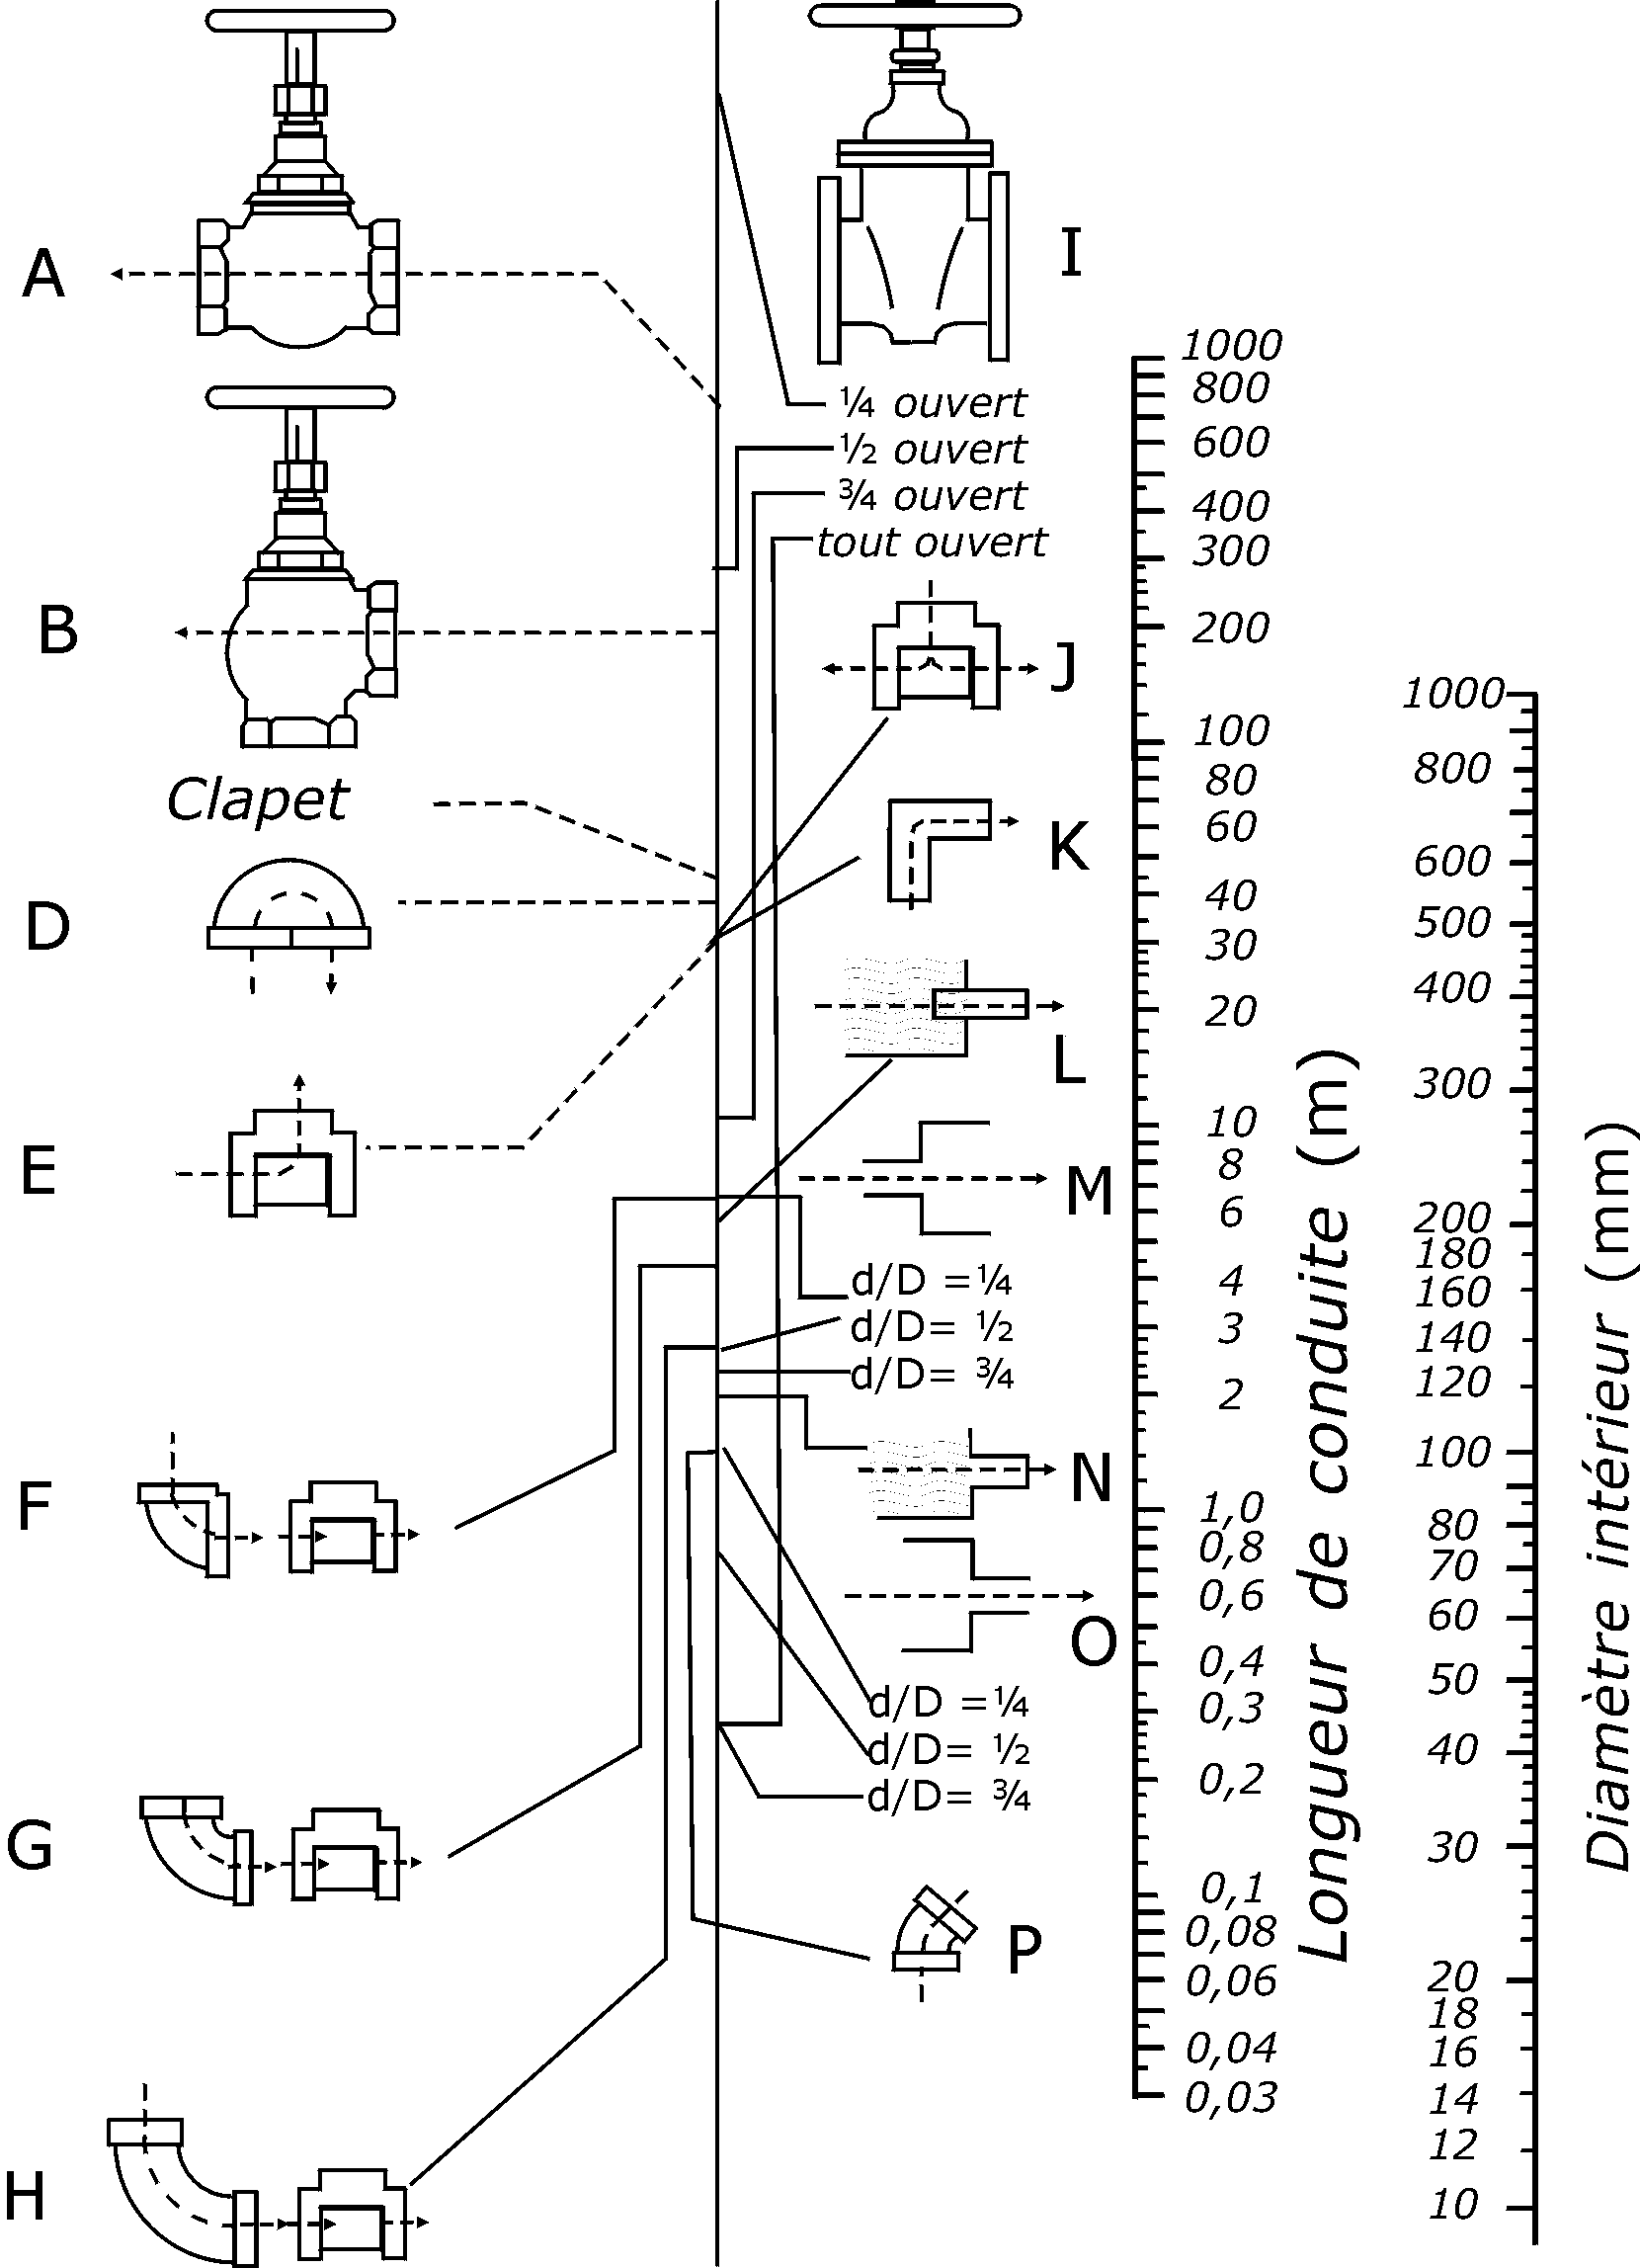 A
B
Clapet
D
E
F
G
H
I
¼ ouvert
½ ouvert
¾ ouvert
tout ouvert
J
K
L
M
d/D =¼
d/D= ½
d/D= ¾
N
O
d/D =¼
d/D= ½
d/D= ¾
P
1000
800
600
400
300
200
100
80
60
40
30
20
10
8
6
4
3
2
1,0
0,8
0,6
0,4
0,3
0,2
0,1
0,08
0,06
0,04
0,03
Longueur de conduite (m)
1000
800
600
500
400
300
200
180
160
140
120
100
80
70
60
50
40
30
20
18
16
14
12
10
Diamètre intérieur (mm)